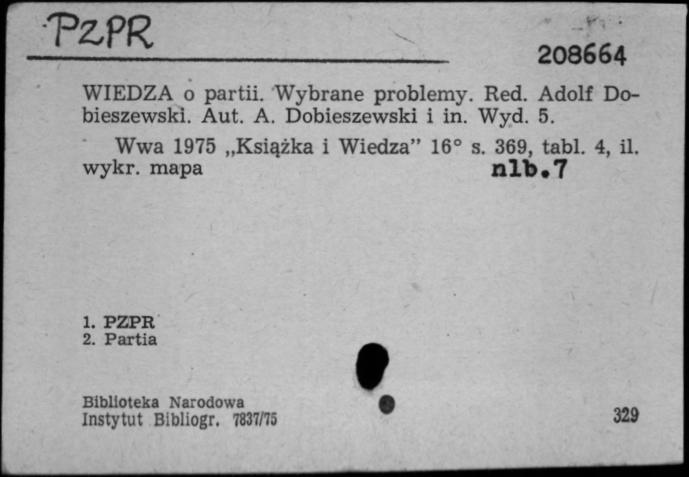 PZPR
208664
WIEDZA o partii. Wybrane problemy. Red. Adolf Do-
bieszewski. Aut. A. Dobieszewski i in. Wyd. 5.
Wwa 1975 „Książka i Wiedza” 16° s. 369, tabl. 4, il.
wykr. mapa nlb.7
1. PZPR
2. Partia
Biblioteka Narodowa
Instytut Bibliogr. 7837/75
329